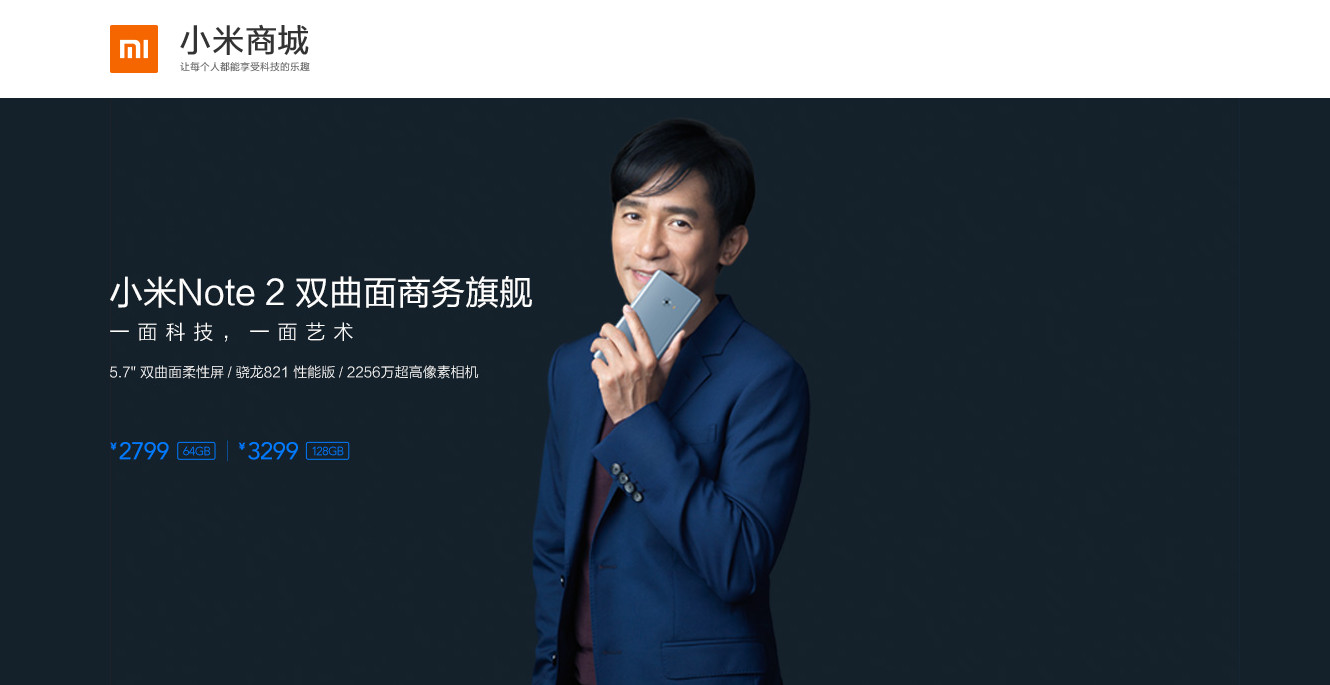 小米商城
让每个人都能享受科技的乐趣
小米Note 2 双曲面商务旗舰
一面科技，一面艺术
5.7" 双曲面柔性屏 / 骁龙821 性能版 / 2256万超高像素相机
¥2799 64GB | ¥3299 128GB